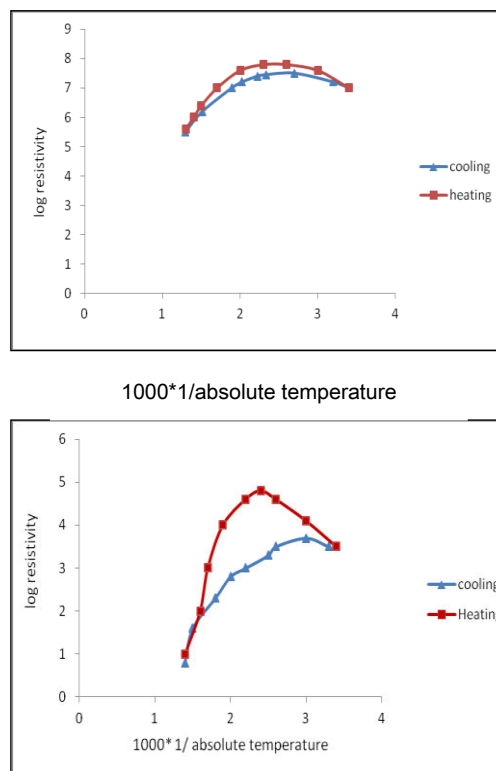 9
8
7
6
5
4
3
2
1
0
log resistivity
0 1 2 3 4
cooling
heating
1000*1/absolute temperature
6
5
4
3
2
1
0
log resistivity
0 1 2 3 4
cooling
Heating
1000* 1/ absolute temperature